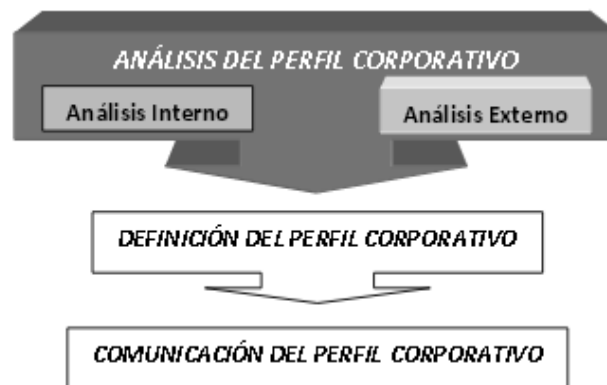 ANÁLISIS DEL PERFIL CORPORATIVO
Análisis Interno
Análisis Externo
DEFINICIÓN DEL PERFIL CORPORATIVO
COMUNICACIÓN DEL PERFIL CORPORATIVO